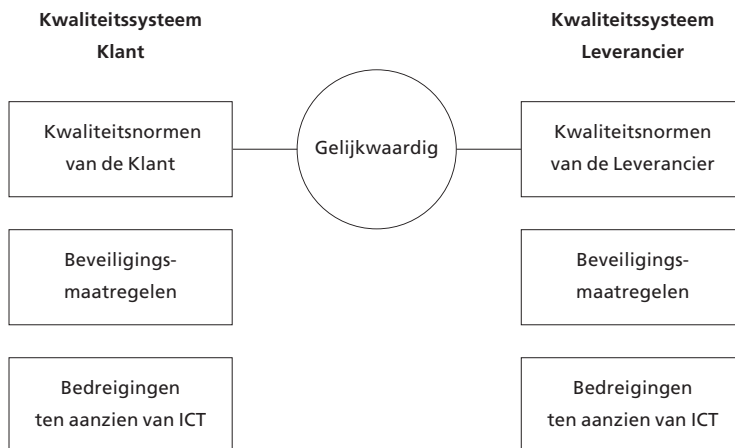 Kwaliteitssysteem
Klant
Kwaliteitssysteem
Leverancier
Kwaliteitsnormen
van de Klant
Gelijkwaardig
Kwaliteitsnormen
van de Leverancier
Beveiligings-
maatregelen
Beveiligings-
maatregelen
Bedreigingen
ten aanzien van ICT
Bedreigingen
ten aanzien van ICT